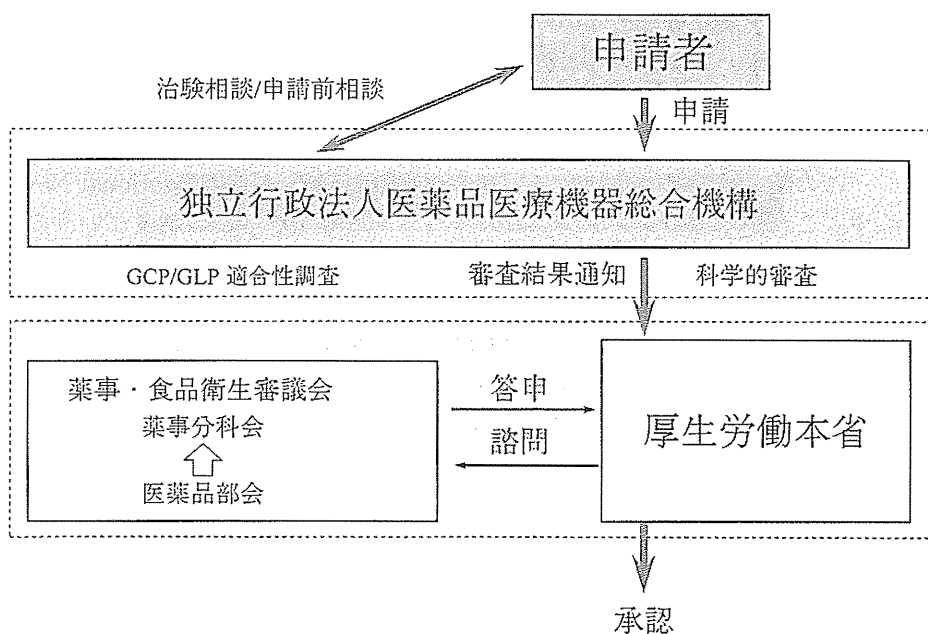 申請者
治験相談/申請前相談
申請
独立行政法人医薬品医療機器総合機構
GCP/GLP 適合性調査
審査結果通知
科学的審査
薬事・食品衛生審議会
薬事分科会
医薬品部会
答申
諮問
厚生労働本省
承認